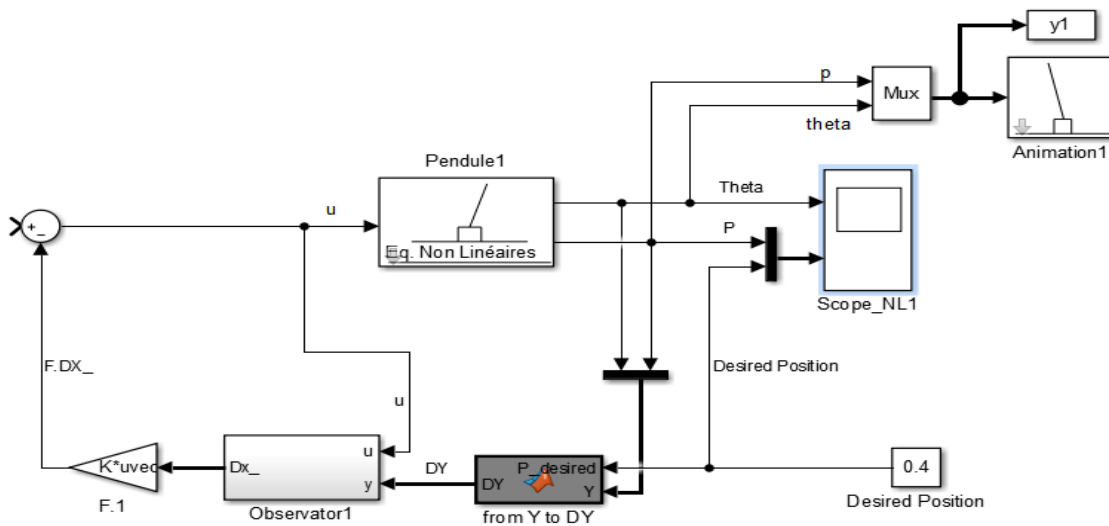 y1
p
Mux
theta
Animation1
Pendule1
Theta
u
P
Eq. Non Linéaires
+_
Scope_NL1
F.DX_
Desired Position
u
K*uvec
F.1
Dx_
u
y
Observator1
DY
P_desired
DY
Y
from Y to DY
0.4
Desired Position